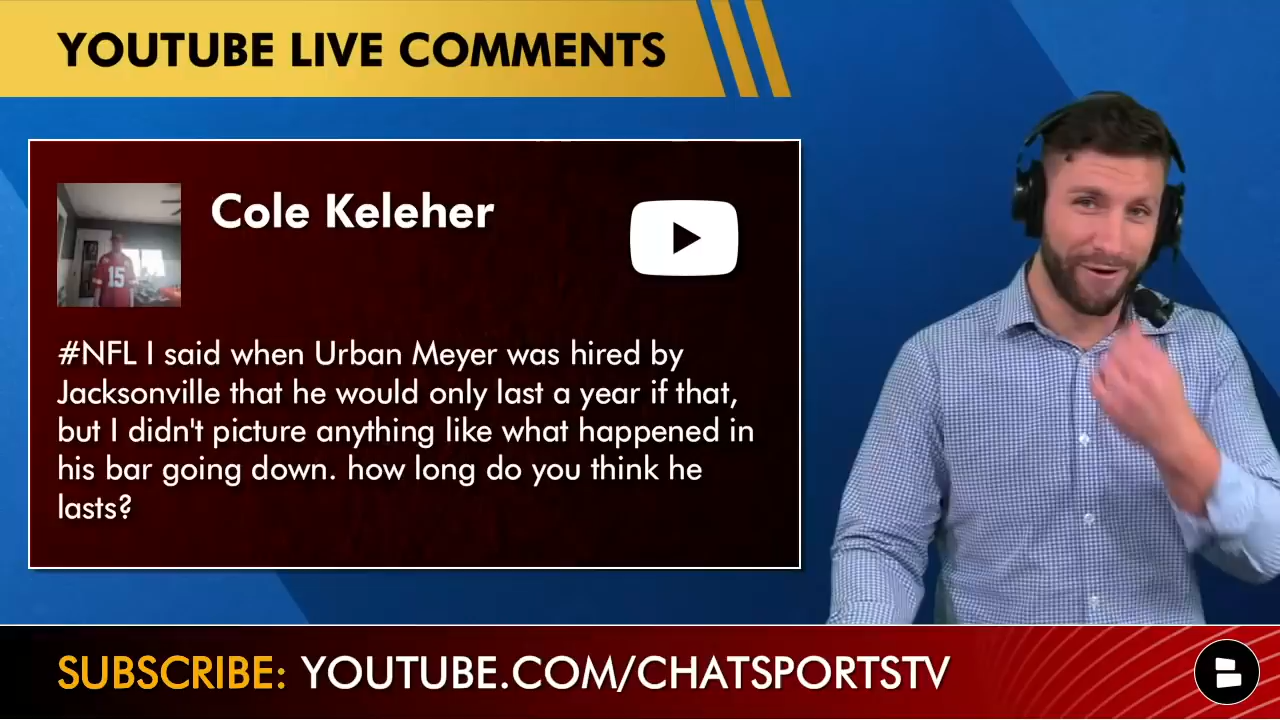 YOUTUBE LIVE COMMENTS
Cole Keleher
15
#NFL I said when Urban Meyer was hired by
Jacksonville that he would only last a year if that,
but I didn't picture anything like what happened in
his bar going down. how long do you think he
lasts?
SUBSCRIBE: YOUTUBE.COM/CHATSPORTSTV